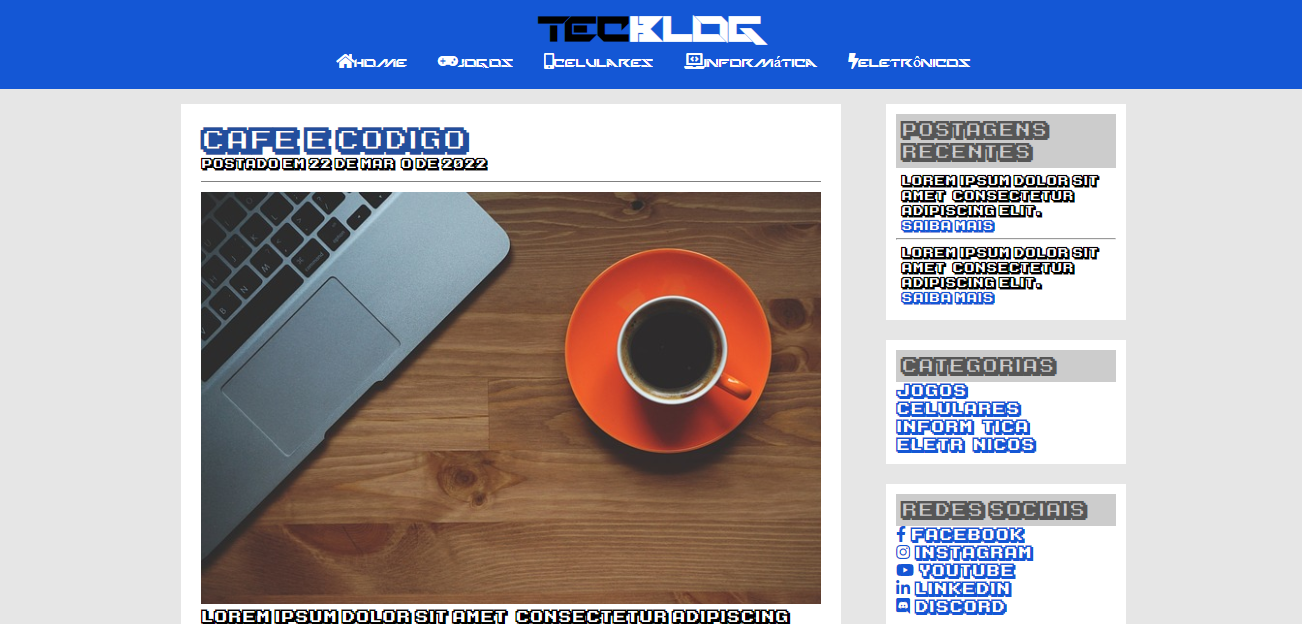 TECBLOG
HOME JOGOS CELULARES INFORMáTICA ELETRôNICOS
CAFE E CODIGO
POSTADO EM 22 DE MAR O DE 2022
LOREM IPSUM DOLOR SIT AMET CONSECTETUR ADIPISCING
POSTAGENS
RECENTES
LOREM IPSUM DOLOR SIT
AMET CONSECTETUR
ADIPISCING ELIT.
SAIBA MAIS
LOREM IPSUM DOLOR SIT
AMET CONSECTETUR
ADIPISCING ELIT.
SAIBA MAIS
CATEGORIAS
JOGOS
CELULARES
INFORM TICA
ELETR NICOS
REDES SOCIAIS
FACEBOOK
INSTAGRAM
YOUTUBE
LINKEDIN
DISCORD